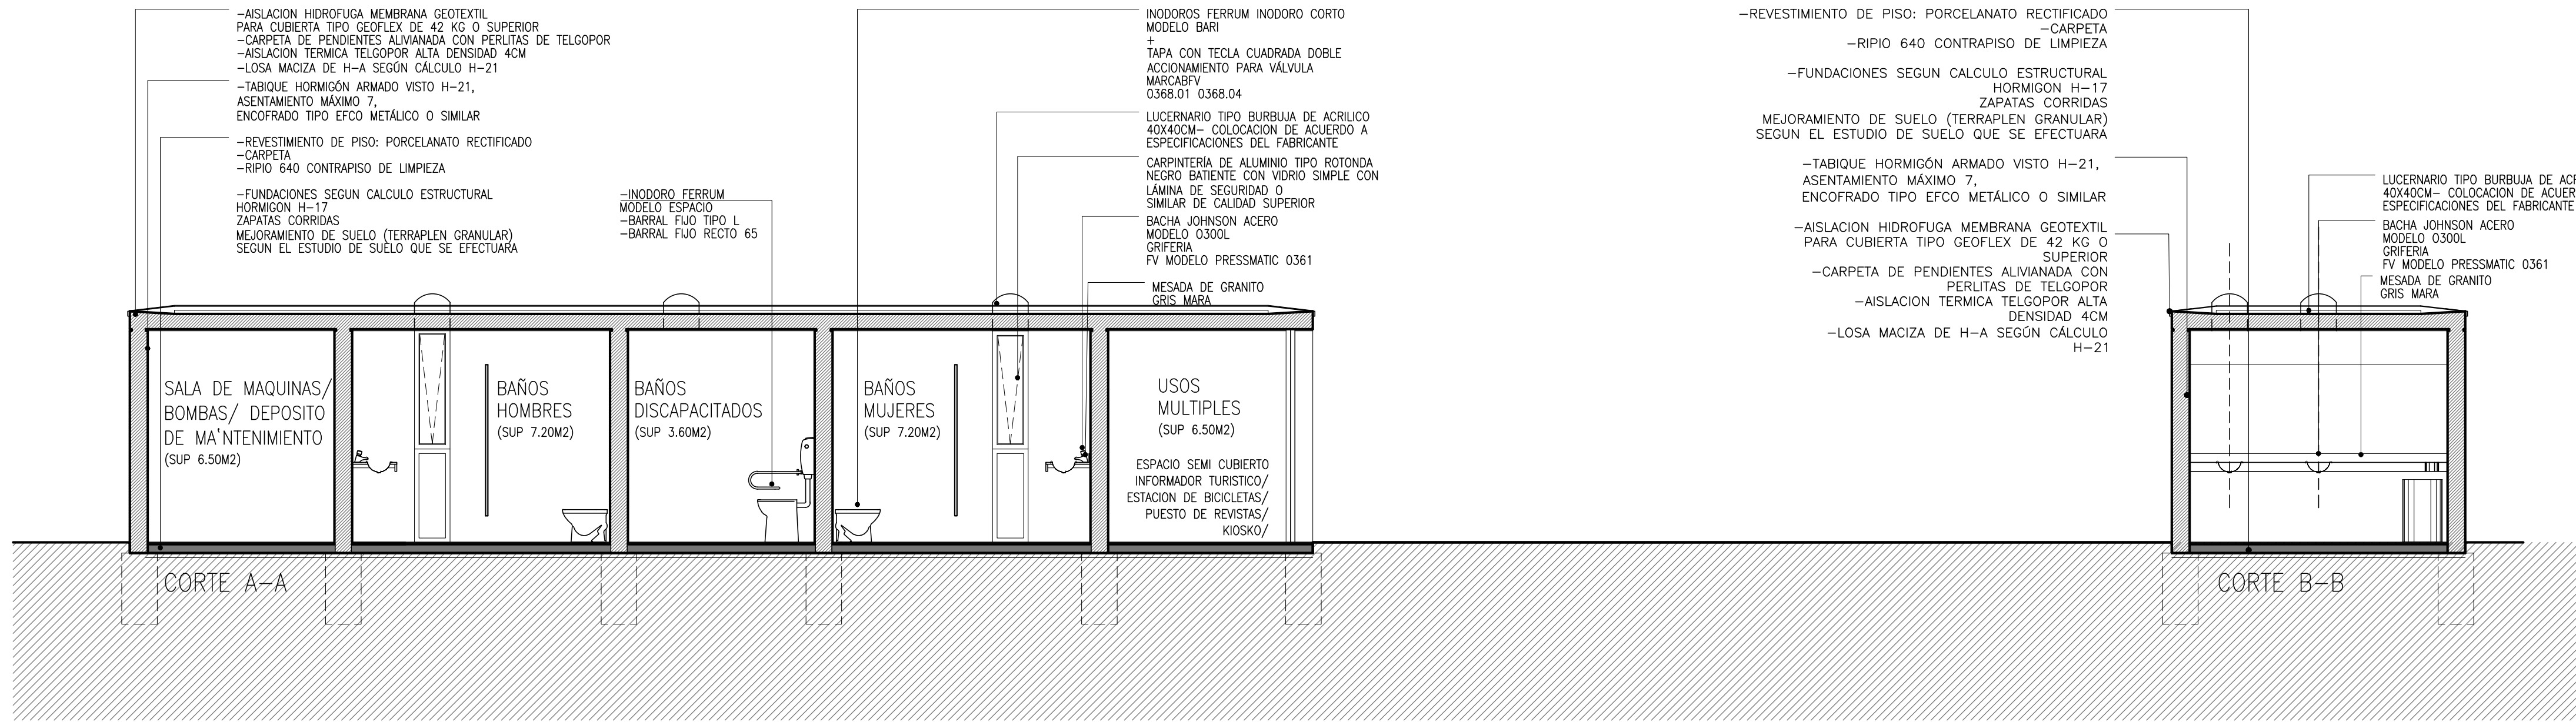 -AISLACION HIDROFUGA MEMBRANA GEOTEXTIL
PARA CUBIERTA TIPO GEOFLEX DE 42 KG O SUPERIOR
-CARPETA DE PENDIENTES ALIVIANADA CON PERLITAS DE TELGOPOR
-AISLACION TERMICA TELGOPOR ALTA DENSIDAD 4CM
-LOSA MACIZA DE H-A SEGÚN CÁLCULO H-21
-TABIQUE HORMIGÓN ARMADO VISTO H-21,
ASENTAMIENTO MÁXIMO 7,
ENCOFRADO TIPO EFCO METÁLICO O SIMILAR
-REVESTIMIENTO DE PISO: PORCELANATO RECTIFICADO
-CARPETA
-RIPIO 640 CONTRAPISO DE LIMPIEZA
-FUNDACIONES SEGUN CALCULO ESTRUCTURAL
HORMIGON H-17
ZAPATAS CORRIDAS
MEJORAMIENTO DE SUELO (TERRAPLEN GRANULAR)
SEGUN EL ESTUDIO DE SUELO QUE SE EFECTUARA
-INODORO FERRUM
MODELO ESPACIO
-BARRAL FIJO TIPO L
-BARRAL FIJO RECTO 65
INODOROS FERRUM INODORO CORTO
MODELO BARI
+
TAPA CON TECLA CUADRADA DOBLE
ACCIONAMIENTO PARA VÁLVULA
MARCABFV
0368.01 0368.04
LUCERNARIO TIPO BURBUJA DE ACRILICO
40X40CM- COLOCACION DE ACUERDO A
ESPECIFICACIONES DEL FABRICANTE
CARPINTERÍA DE ALUMINIO TIPO ROTONDA
NEGRO BATIENTE CON VIDRIO SIMPLE CON
LÁMINA DE SEGURIDAD O
SIMILAR DE CALIDAD SUPERIOR
BACHA JOHNSON ACERO
MODELO O300L
GRIFERIA
FV MODELO PRESSMATIC 0361
MESADA DE GRANITO
GRIS MARA
SALA DE MAQUINAS/
BOMBAS/ DEPOSITO
DE MA'NTENIMIENTO
(SUP 6.50M2)
BAÑOS
HOMBRES
(SUP 7.20M2)
BAÑOS
DISCAPACITADOS
(SUP 3.60M2)
BAÑOS
MUJERES
(SUP 7.20M2)
USOS
MULTIPLES
(SUP 6.50M2)
ESPACIO SEMI CUBIERTO
INFORMADOR TURISTICO/
ESTACION DE BICICLETAS/
PUESTO DE REVISTAS/
KIOSKO/
CORTE A-A
-REVESTIMIENTO DE PISO: PORCELANATO RECTIFICADO
-CARPETA
-RIPIO 640 CONTRAPISO DE LIMPIEZA
-FUNDACIONES SEGUN CALCULO ESTRUCTURAL
HORMIGON H-17
ZAPATAS CORRIDAS
MEJORAMIENTO DE SUELO (TERRAPLEN GRANULAR)
SEGUN EL ESTUDIO DE SUELO QUE SE EFECTUARA
-TABIQUE HORMIGÓN ARMADO VISTO H-21,
ASENTAMIENTO MÁXIMO 7,
ENCOFRADO TIPO EFCO METÁLICO O SIMILAR
-AISLACION HIDROFUGA MEMBRANA GEOTEXTIL
PARA CUBIERTA TIPO GEOFLEX DE 42 KG O
SUPERIOR
-CARPETA DE PENDIENTES ALIVIANADA CON
PERLITAS DE TELGOPOR
-AISLACION TERMICA TELGOPOR ALTA
DENSIDAD 4CM
-LOSA MACIZA DE H-A SEGÚN CÁLCULO
H-21
LUCERNARIO TIPO BURBUJA DE
40X40CM- COLOCACION DE
ESPECIFICACIONES DEL FABRICANTE
BACHA JOHNSON ACERO
MODELO O300L
GRIFERIA
FV MODELO PRESSMATIC 0361
MESADA DE GRANITO
GRIS MARA
CORTE B-B